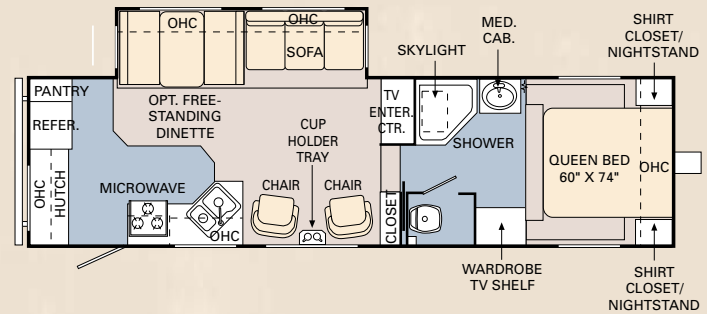 OHC
OHC
SOFA
SKYLIGHT
MED.
CAB.
SHIRT
CLOSET/
NIGHTSTAND
PANTRY
REFER.
OPT. FREE-
STANDING
DINETTE
TV
ENTER.
CTR.
CUP
HOLDER
TRAY
SHOWER
QUEEN BED
60" X 74"
OHC
OHC
HUTCH
MICROWAVE
CHAIR
CHAIR
OHC
CLOSET
WARDROBE
TV SHELF
SHIRT
CLOSET/
NIGHTSTAND